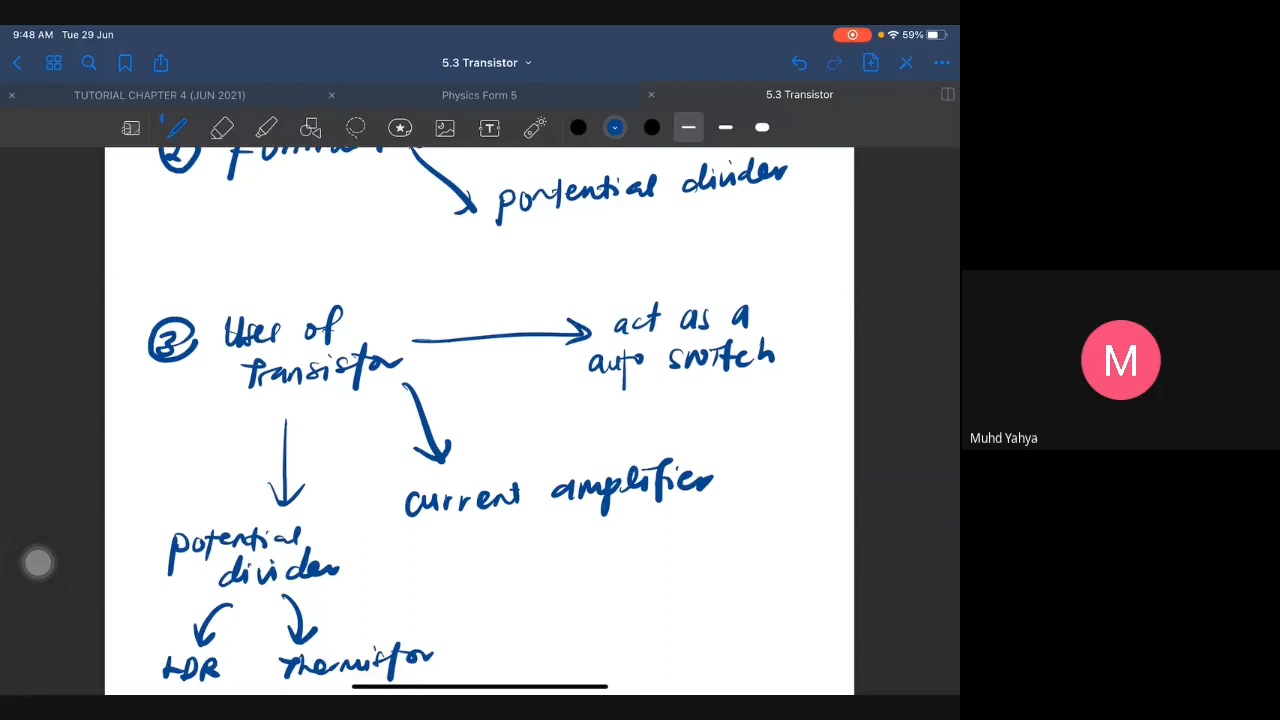 9:48 AM Tue 29 Jun
59%
5.3 Transistor
TUTORIAL CHAPTER 4 (JUN 2021)
Physics Form 5
5.3 Transistor
2
portential divider
3 Uses of
transistor
act as a
auto switch
current amplifier
potential
divider
LDR
Thermistor
M
Muhd Yahya